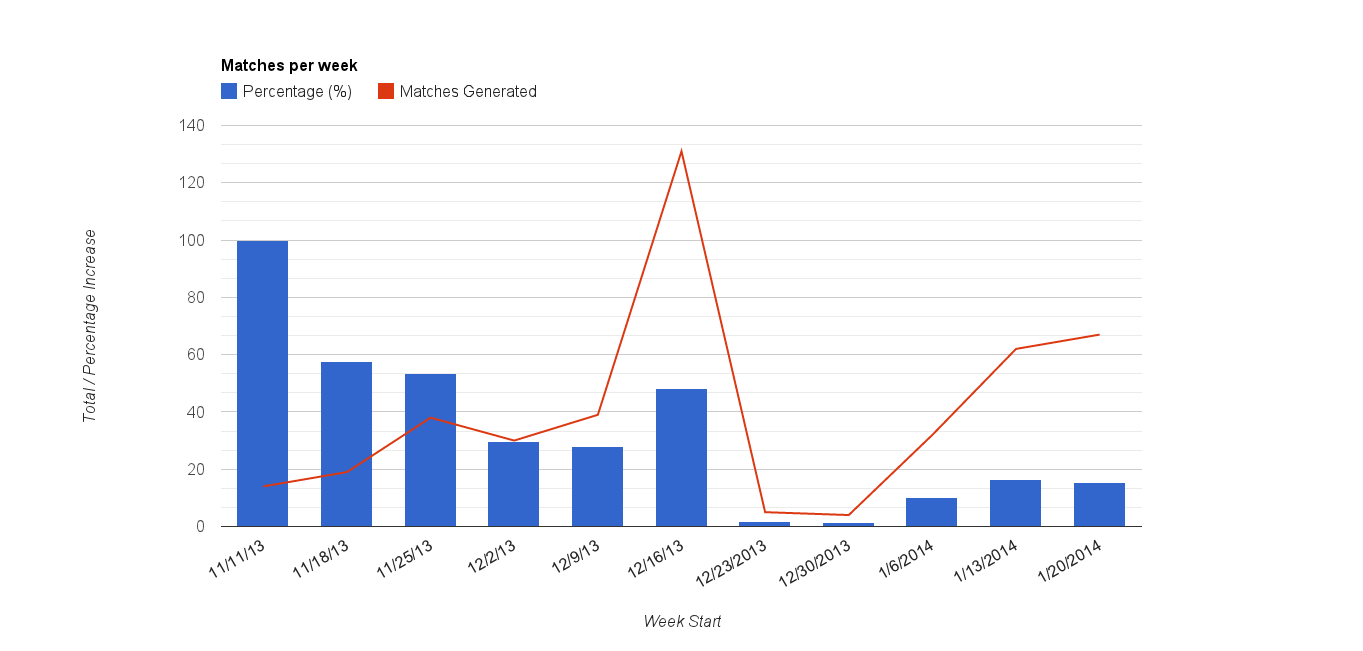 Matches per week
Percentage (%) Matches Generated
140
120
100
80
60
40
20
0
Total / Percentage Increase
11/11/13 11/18/13 11/25/13 12/2/13 12/9/13 12/16/13 12/23/2013 12/30/2013 1/6/2014 1/13/2014 1/20/2014
Week Start